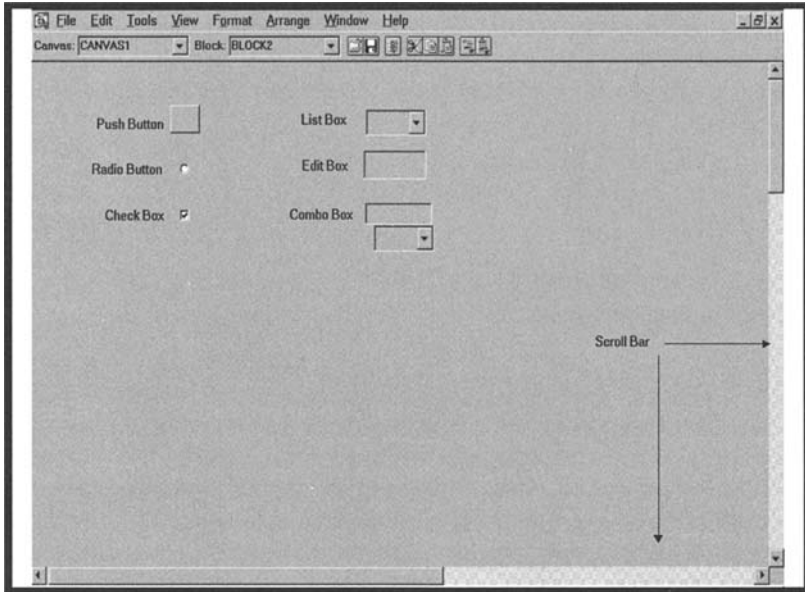 File Edit Tools View Format Arrange Window Help
Canvas: CANVAS1 Block: BLOCK2
Push Button
List Box
Radio Button
Edit Box
Check Box
Combo Box
Scroll Bar